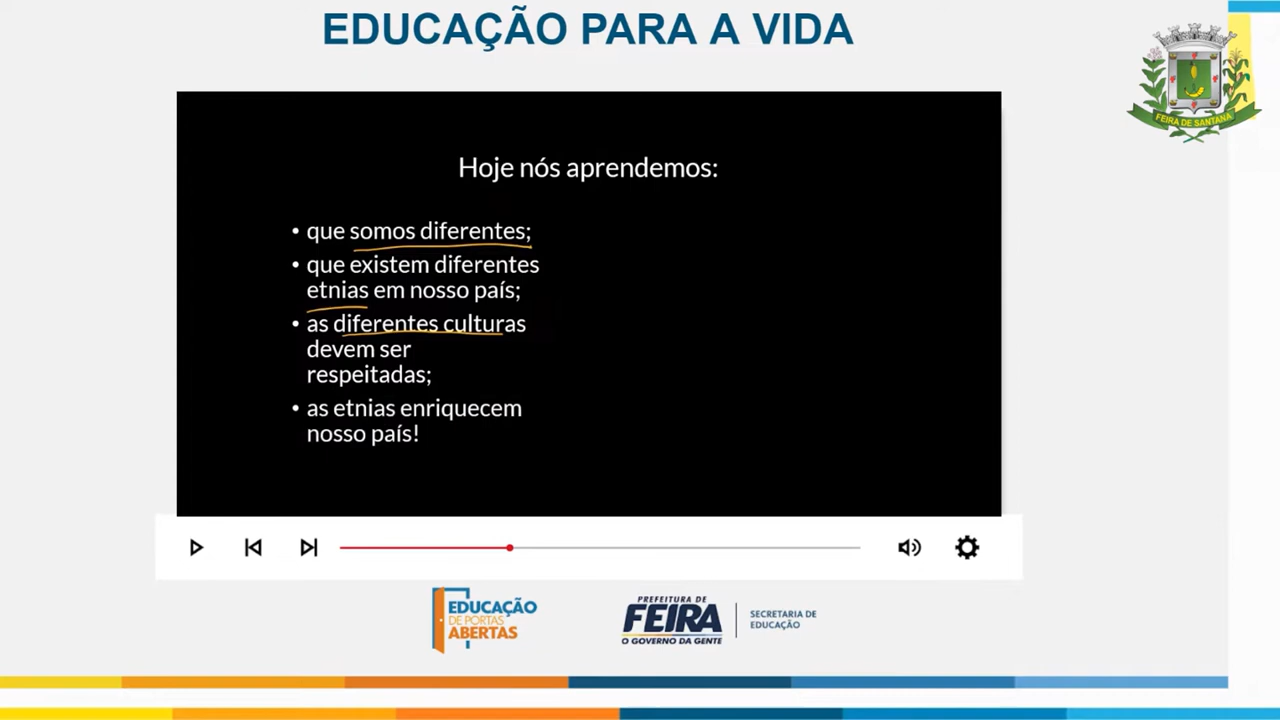 EDUCAÇÃO PARA A VIDA
FEIRA DE SANTANA
Hoje nós aprendemos:
• que somos diferentes;
• que existem diferentes
etnias em nosso país;
• as diferentes culturas
devem ser
respeitadas;
• as etnias enriquecem
nosso país!
EDUCAÇÃO
DE PORTAS
ABERTAS
PREFEITURA DE
FEIRA
O GOVERNO DA GENTE
SECRETARIA DE
EDUCAÇÃO